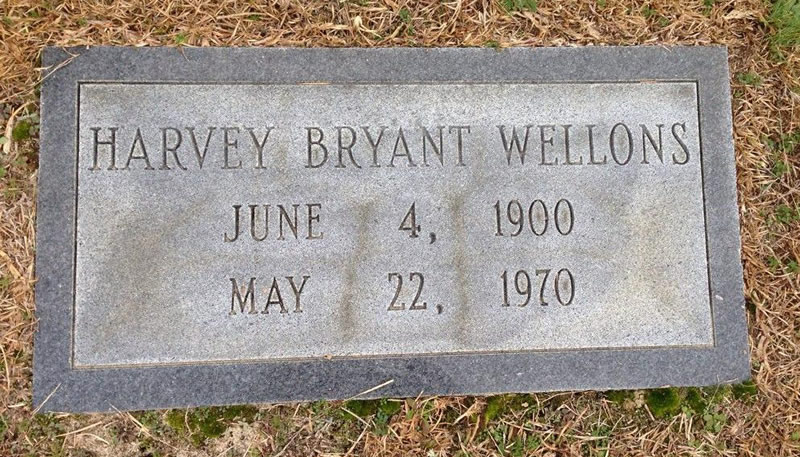 HARVEY BRYANT WELLONS
JUNE 4, 1900
MAY 22, 1970